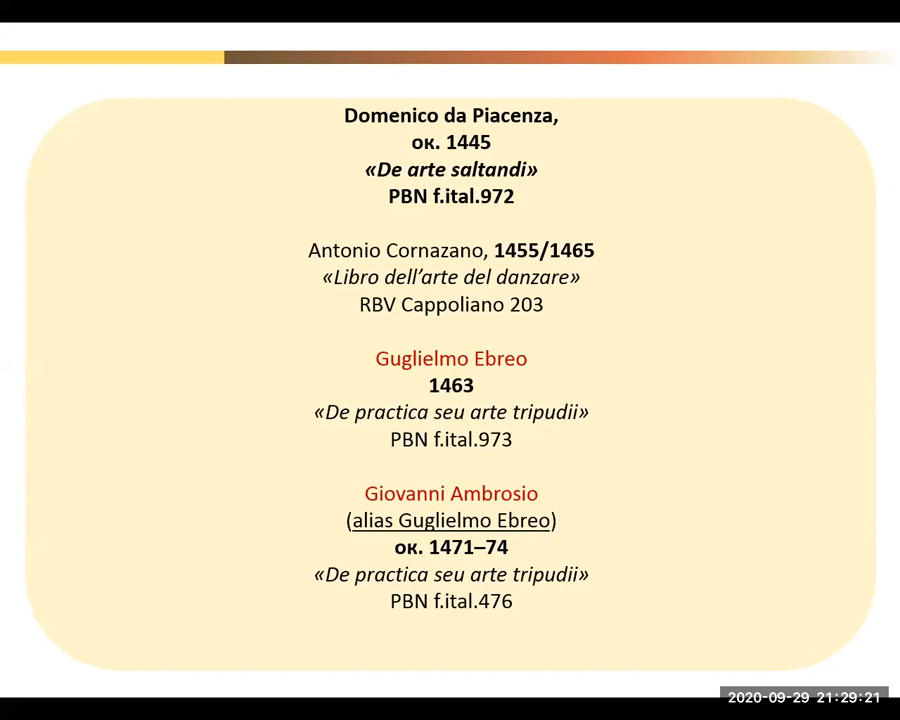 Domenico da Piacenza,
ок. 1445
«De arte saltandi»
PBN f.ital.972
Antonio Cornazano, 1455/1465
«Libro dell’arte del danzare»
RBV Cappoliano 203
Guglielmo Ebreo
1463
«De practica seu arte tripudii»
PBN f.ital.973
Giovanni Ambrosio
(alias Guglielmo Ebreo)
ок. 1471–74
«De practica seu arte tripudii»
PBN f.ital.476
2020-09-29 21:29:21